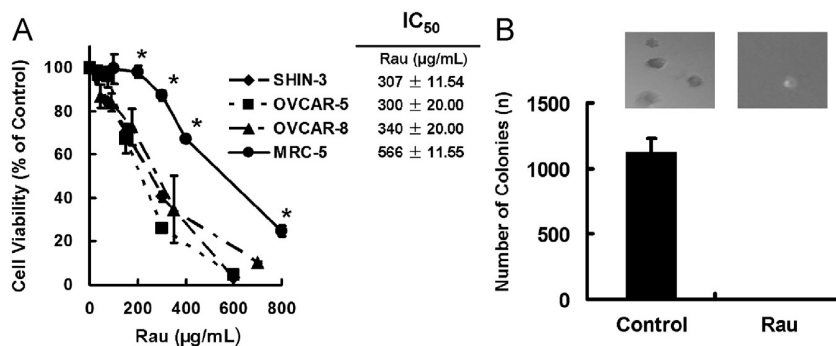 A
Cell Viability (% of Control)
120
100
80
60
40
20
0
0 200 400 600 800
Rau (µg/mL)
* * * *
SHIN-3
OVCAR-5
OVCAR-8
MRC-5
IC50
Rau (µg/mL)
307 ± 11.54
300 ± 20.00
340 ± 20.00
566 ± 11.55
B
Number of Colonies (n)
1500
1000
500
0
Control Rau